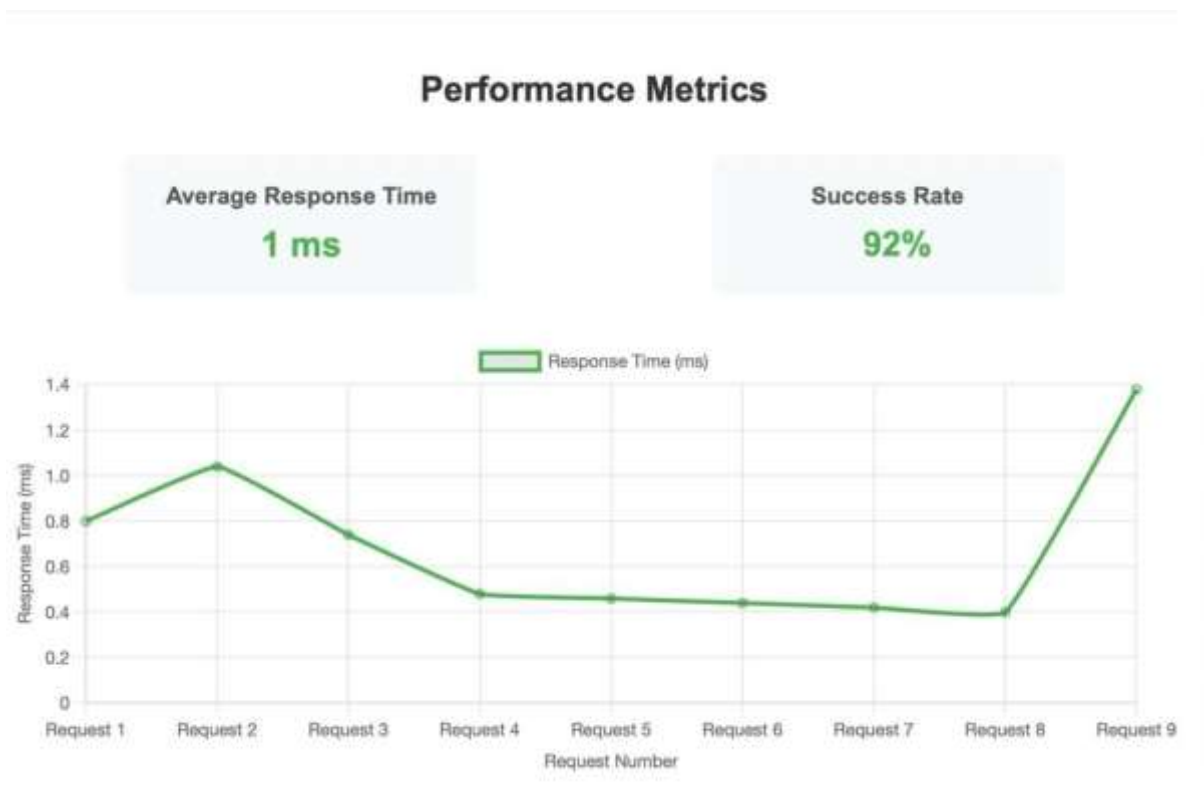 Performance Metrics
Average Response Time
1 ms
Success Rate
92%
Response Time (ms)
Response Time (ms)
1.4
1.2
1.0
0.8
0.6
0.4
0.2
0
Request 1 Request 2 Request 3 Request 4 Request 5 Request 6 Request 7 Request 8 Request 9
Request Number